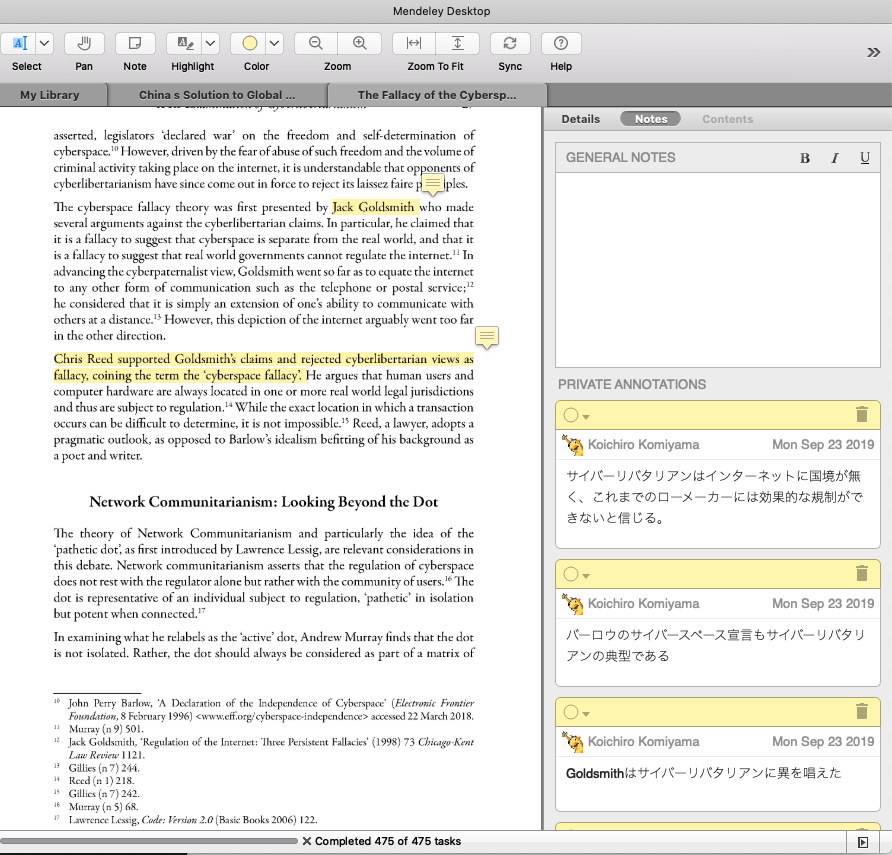 Mendeley Desktop
Select
Pan
Note
Highlight
Color
Zoom
Zoom To Fit
Sync
Help
My Library
China s Solution to Global ...
The Fallacy of the Cybersp...
asserted, legislators ‘declared war’ on the freedom and self-determination of
cyberspace.10 However, driven by the fear of abuse of such freedom and the volume of
criminal activity taking place on the internet, it is understandable that opponents of
cyberlibertarianism have since come out in force to reject its laissez faire p iples.
The cyberspace fallacy theory was first presented by Jack Goldsmith who made
several arguments against the cyberlibertarian claims. In particular, he claimed that
it is a fallacy to suggest that cyberspace is separate from the real world, and that it
is a fallacy to suggest that real world governments cannot regulate the internet.11 In
advancing the cyberpaternalist view, Goldsmith went so far as to equate the internet
to any other form of communication such as the telephone or postal service;12
he considered that it is simply an extension of one’s ability to communicate with
others at a distance.13 However, this depiction of the internet arguably went too far
in the other direction.
Chris Reed supported Goldsmith’s claims and rejected cyberlibertarian views as
fallacy, coining the term the ‘cyberspace fallacy’. He argues that human users and
computer hardware are always located in one or more real world legal jurisdictions
and thus are subject to regulation.14 While the exact location in which a transaction
occurs can be difficult to determine, it is not impossible.15 Reed, a lawyer, adopts a
pragmatic outlook, as opposed to Barlow’s idealism befitting of his background as
a poet and writer.
Network Communitarianism: Looking Beyond the Dot
The theory of Network Communitarianism and particularly the idea of the
‘pathetic dot’, as first introduced by Lawrence Lessig, are relevant considerations in
this debate. Network communitarianism asserts that the regulation of cyberspace
does not rest with the regulator alone but rather with the community of users.16 The
dot is representative of an individual subject to regulation, ‘pathetic’ in isolation
but potent when connected.17
In examining what he relabels as the ‘active’ dot, Andrew Murray finds that the dot
is not isolated. Rather, the dot should always be considered as part of a matrix of
10 John Perry Barlow, ‘A Declaration of the Independence of Cyberspace’ (Electronic Frontier
Foundation, 8 February 1996) <www.eff.org/cyberspace-independence> accessed 22 March 2018.
11 Murray (n 9) 501.
12 Jack Goldsmith, ‘Regulation of the Internet: Three Persistent Fallacies’ (1998) 73 Chicago-Kent
Law Review 1121.
13 Gillies (n 7) 244.
14 Reed (n 1) 218.
15 Gillies (n 7) 242.
16 Murray (n 5) 68.
17 Lawrence Lessig, Code: Version 2.0 (Basic Books 2006) 122.
Details
Notes
Contents
GENERAL NOTES
B I U
PRIVATE ANNOTATIONS
Koichiro Komiyama Mon Sep 23 2019
サイバーリバタリアンはインターネットに国境が無
く、これまでのローメーカーには効果的な規制がで
きないと信じる。
Koichiro Komiyama Mon Sep 23 2019
バーロウのサイバースペース宣言もサイバーリバタリ
アンの典型である
Koichiro Komiyama Mon Sep 23 2019
Goldsmithはサイバーリバタリアンに異を唱えた
Completed 475 of 475 tasks